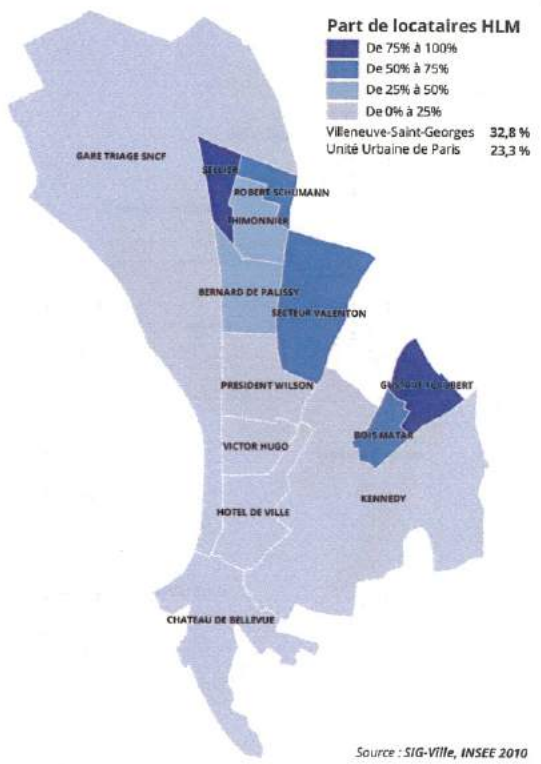 Part de locataires HLM
De 75% à 100%
De 50% à 75%
De 25% à 50%
De 0% à 25%
Villeneuve-Saint-Georges 32,8 %
Unité Urbaine de Paris 23,3 %
GARE TRIAGE SNCF
SELLIER
ROBERT SCHUMANN
THIMONNIER
BERNARD DE PALISSY
SECTEUR VALENTON
PRESIDENT WILSON
GUSTAVE FLAUBERT
BOIS MATAR
VICTOR HUGO
KENNEDY
HOTEL DE VILLE
CHATEAU DE BELLEVUE
Source : SIG-Ville, INSEE 2010